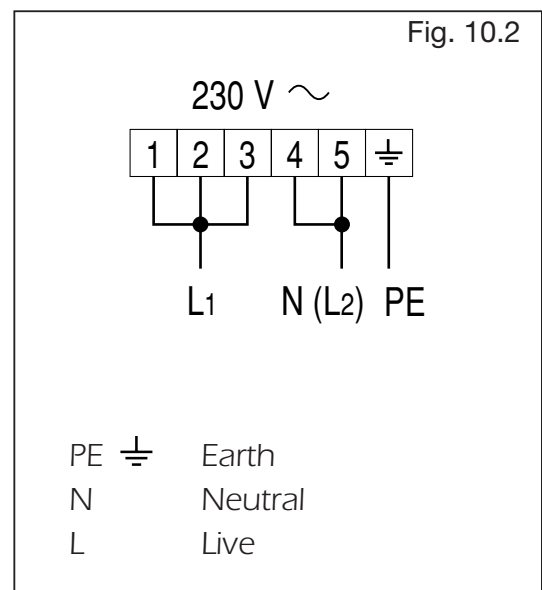 Fig. 10.2
230 V ~
1 2 3 4 5 ⏚
L1 N (L2) PE
PE ⏚ Earth
N Neutral
L Live